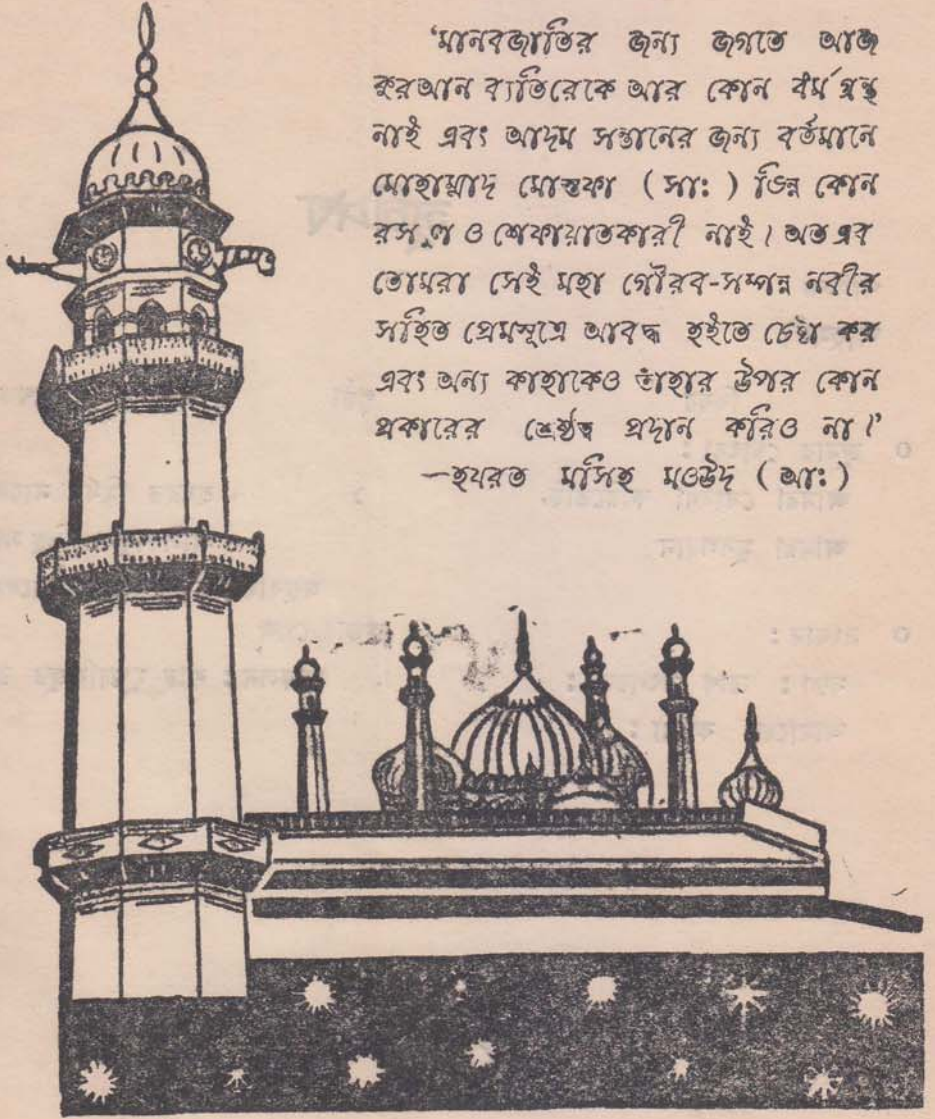 ‘মানবজাতির জন্য জগতে আজ
কুরআন ব্যতিরেকে আর কোন ধর্ম গ্রন্থ
নাই এবং আদম সন্তানের জন্য বর্তমানে
মোহাম্মাদ মোস্তফা ( সাঃ ) ভিন্ন কোন
রসূল ও শেফায়াতকারী নাই। অতএব
তোমরা সেই মহা গৌরব-সম্পন্ন নবীর
সহিত প্রেমসূত্রে আবদ্ধ হইতে চেষ্টা কর
এবং অন্য কাহাকেও তাঁহার উপর কোন
প্রকারের শ্রেষ্ঠত্ব প্রদান করিও না।’
—হযরত মসিহ মওউদ ( আঃ )